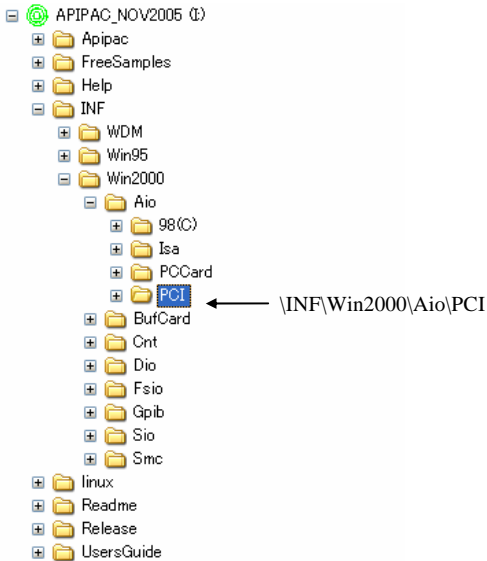 APIPAC_NOV2005 (I:)
Apipac
FreeSamples
Help
INF
WDM
Win95
Win2000
Aio
98(C)
Isa
PCCard
PCI
\INF\Win2000\Aio\PCI
BufCard
Cnt
Dio
Fsio
Gpib
Sio
Smc
linux
Readme
Release
UsersGuide